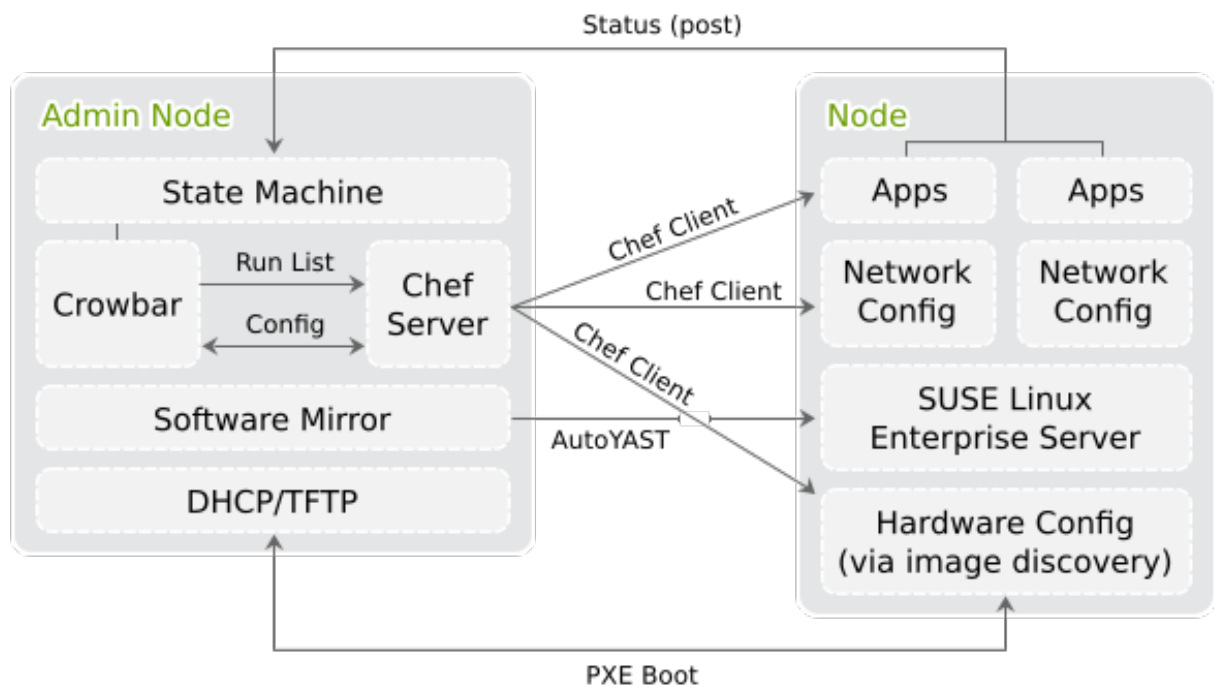 Status (post)
Admin Node
State Machine
Crowbar
Run List
Config
Chef
Server
Software Mirror
DHCP/TFTP
Chef Client
Chef Client
Chef Client
AutoYAST
Node
Apps
Apps
Network
Config
Network
Config
SUSE Linux
Enterprise Server
Hardware Config
(via image discovery)
PXE Boot